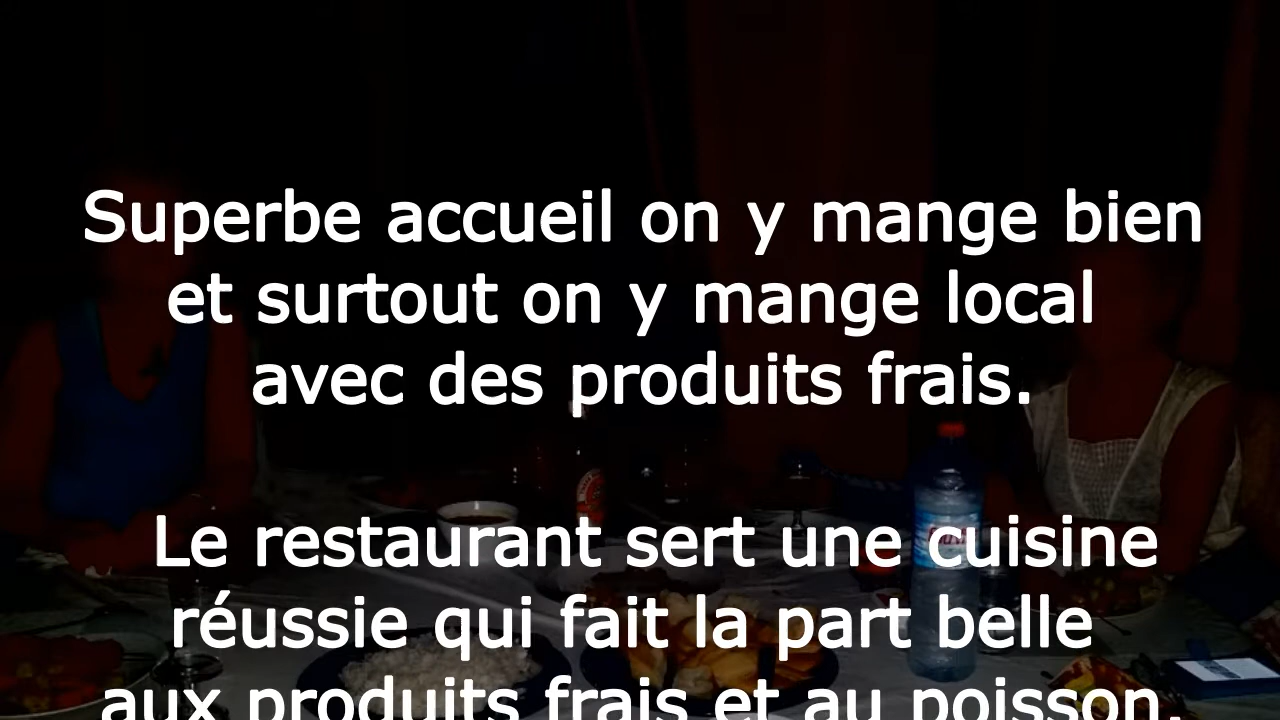 Superbe accueil on y mange bien
et surtout on y mange local
avec des produits frais.
Le restaurant sert une cuisine
réussie qui fait la part belle
aux produits frais et au poisson.